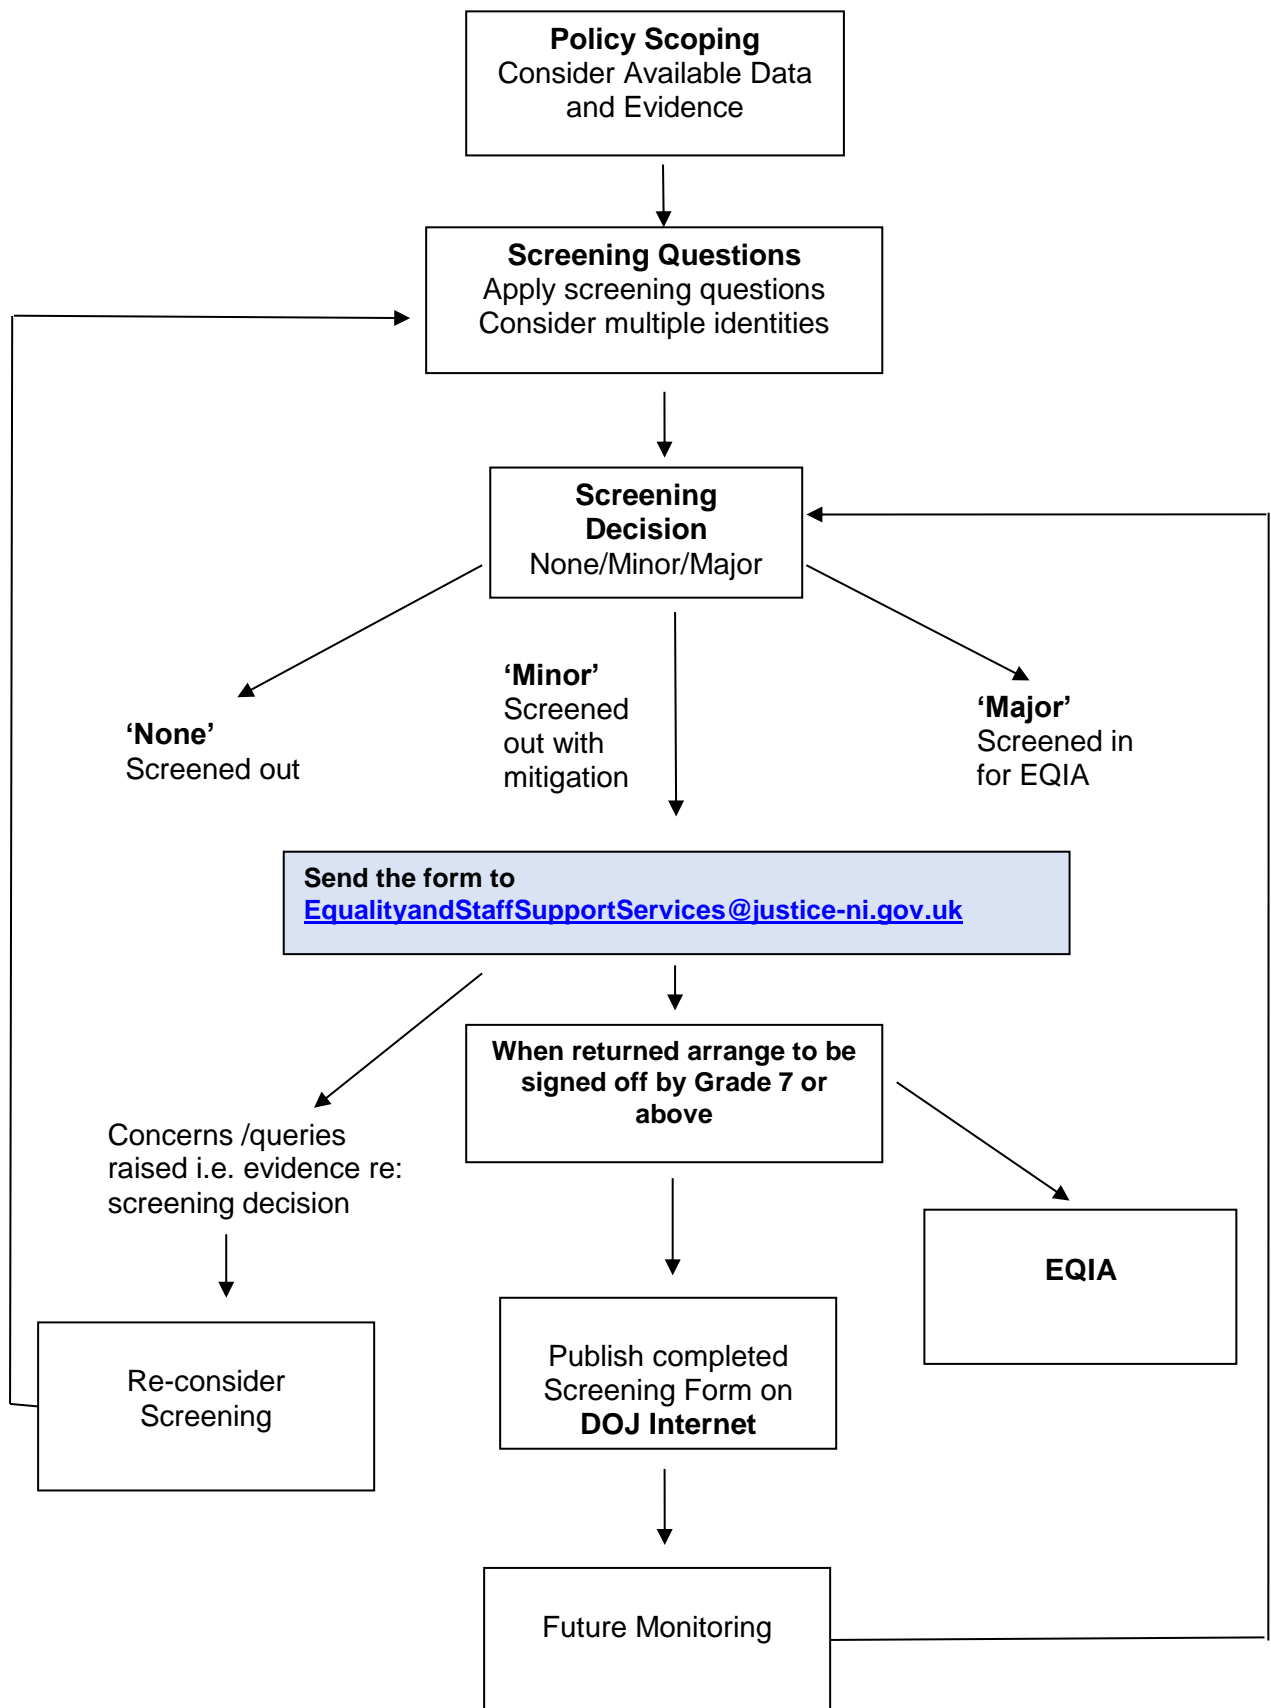 Policy Scoping
Consider Available Data
and Evidence
Screening Questions
Apply screening questions
Consider multiple identities
Screening
Decision
None/Minor/Major
‘None’
Screened out
‘Minor’
Screened
out with
mitigation
‘Major’
Screened in
for EQIA
Send the form to
EqualityandStaffSupportServices@justice-ni.gov.uk
When returned arrange to be
signed off by Grade 7 or
above
Concerns /queries
raised i.e. evidence re:
screening decision
EQIA
Re-consider
Screening
Publish completed
Screening Form on
DOJ Internet
Future Monitoring